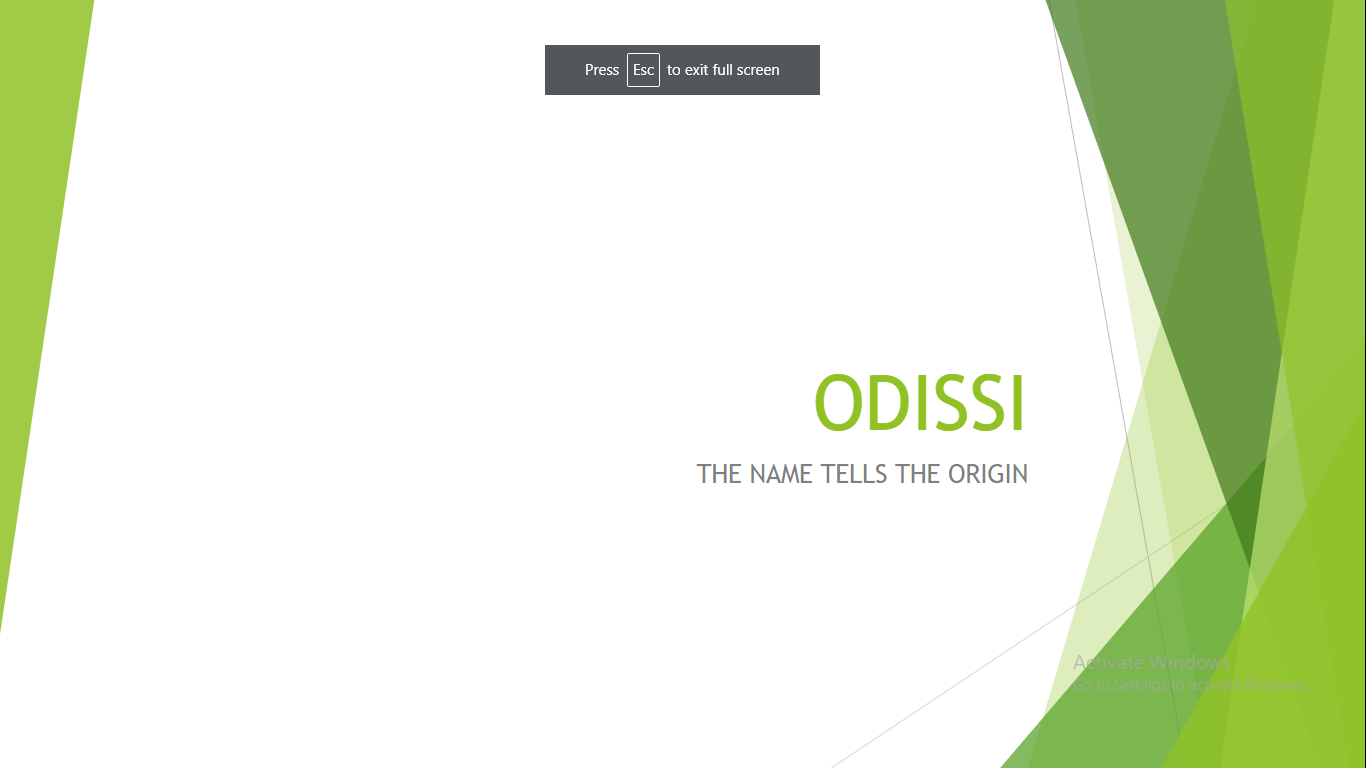 Press Esc to exit full screen
ODISSI
THE NAME TELLS THE ORIGIN
Activate Windows
Go to Settings to activate Windows.